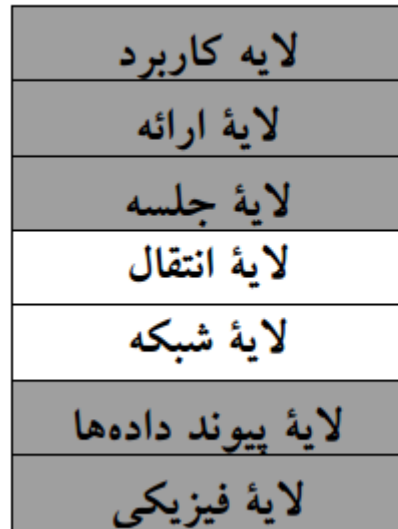 لایه کاربرد
لایۀ ارائه
لایۀ جلسه
لایۀ انتقال
لایۀ شبکه
لایۀ پیوند داده‌ها
لایۀ فیزیکی